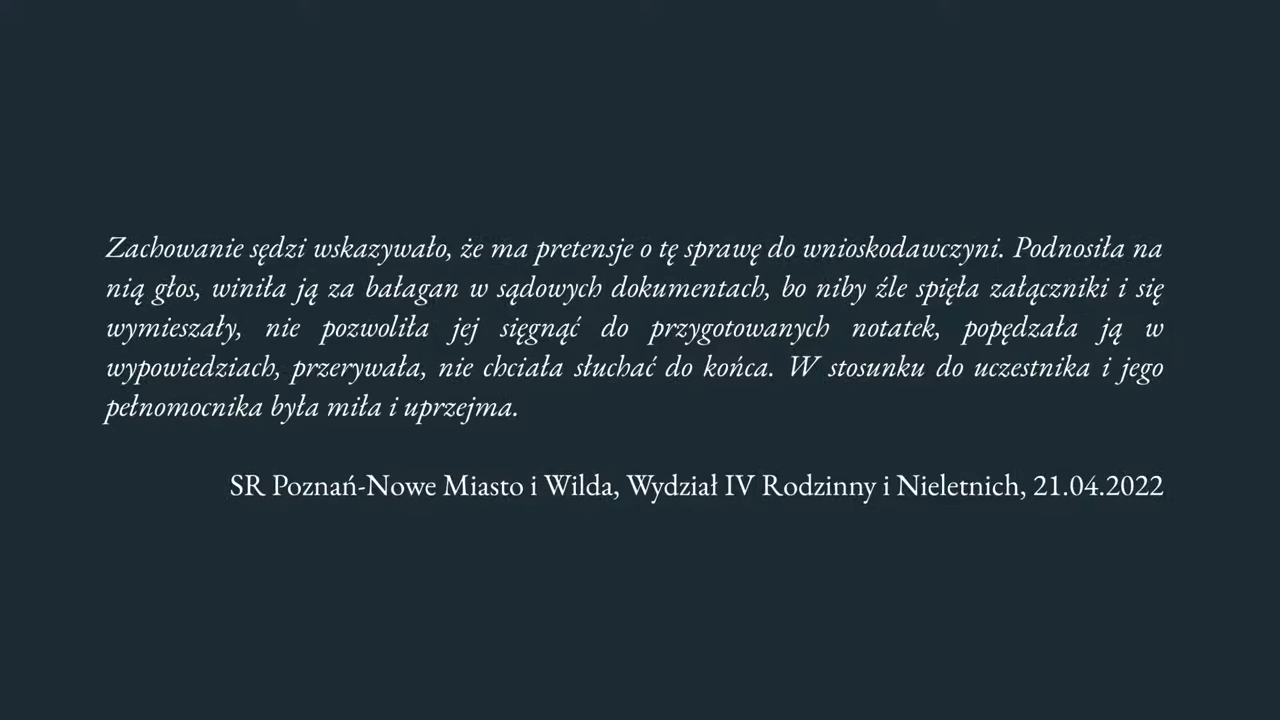 Zachowanie sędzi wskazywało, że ma pretensje o tę sprawę do wnioskodawczyni. Podnosiła na
nią głos, winiła ją za bałagan w sądowych dokumentach, bo niby źle spięła załączniki i się
wymieszały, nie pozwoliła jej sięgnąć do przygotowanych notatek, popędzała ją w
wypowiedziach, przerywała, nie chciała słuchać do końca. W stosunku do uczestnika i jego
pełnomocnika była miła i uprzejma.
SR Poznań-Nowe Miasto i Wilda, Wydział IV Rodzinny i Nieletnich, 21.04.2022